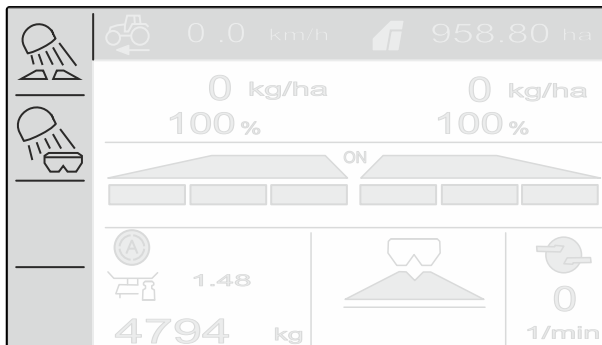 0.0 km/h 958.80 ha
0 kg/ha 0 kg/ha
100 % 100 %
ON
A
1.48
0
4794 kg 1/min